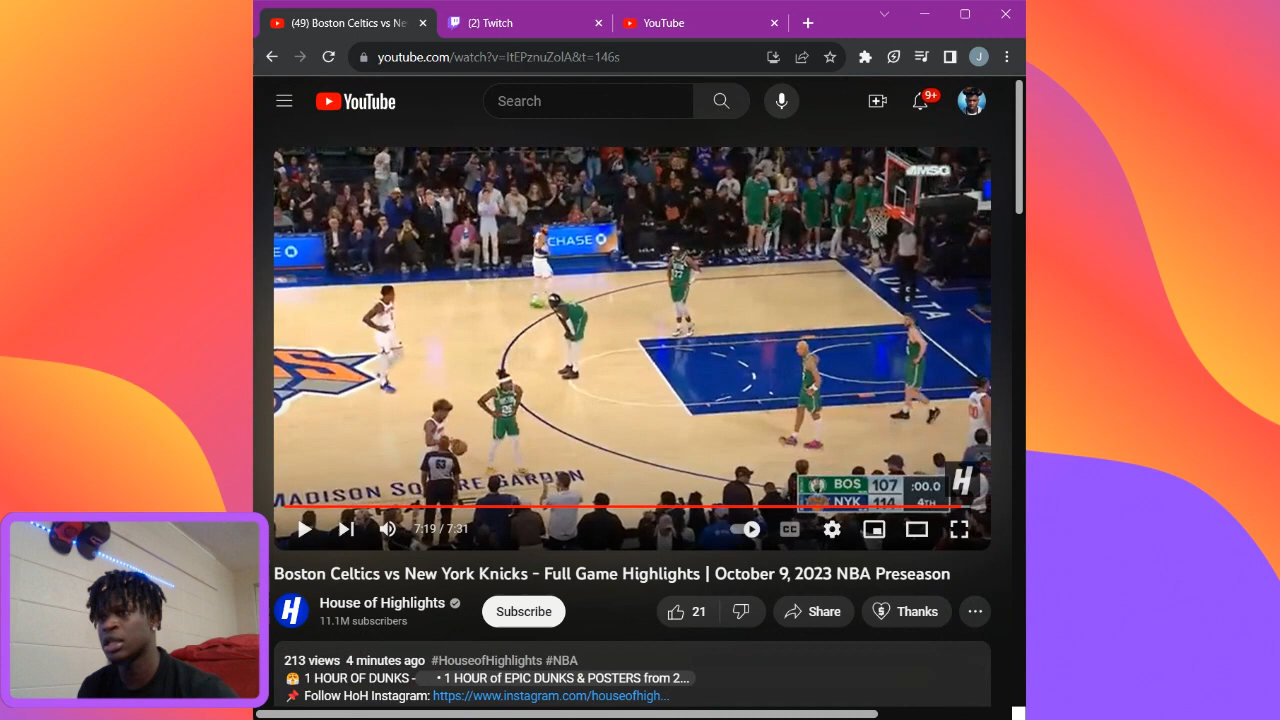 (49) Boston Celtics vs Ne
(2) Twitch
YouTube
youtube.com/watch?v=ItEPznuZolA&t=146s
J
YouTube
Search
9+
MSG
CHASE
E
DELTA
MADISON SQUARE GARDEN
63
BOS 107 :00.0
NYK 114 4TH
H
7:19 / 7:31
CC
Boston Celtics vs New York Knicks - Full Game Highlights | October 9, 2023 NBA Preseason
H
House of Highlights
11.1M subscribers
Subscribe
21
Share
Thanks
213 views 4 minutes ago #HouseofHighlights #NBA
1 HOUR OF DUNKS - • 1 HOUR of EPIC DUNKS & POSTERS from 2...
Follow HoH Instagram: https://www.instagram.com/houseofhigh...